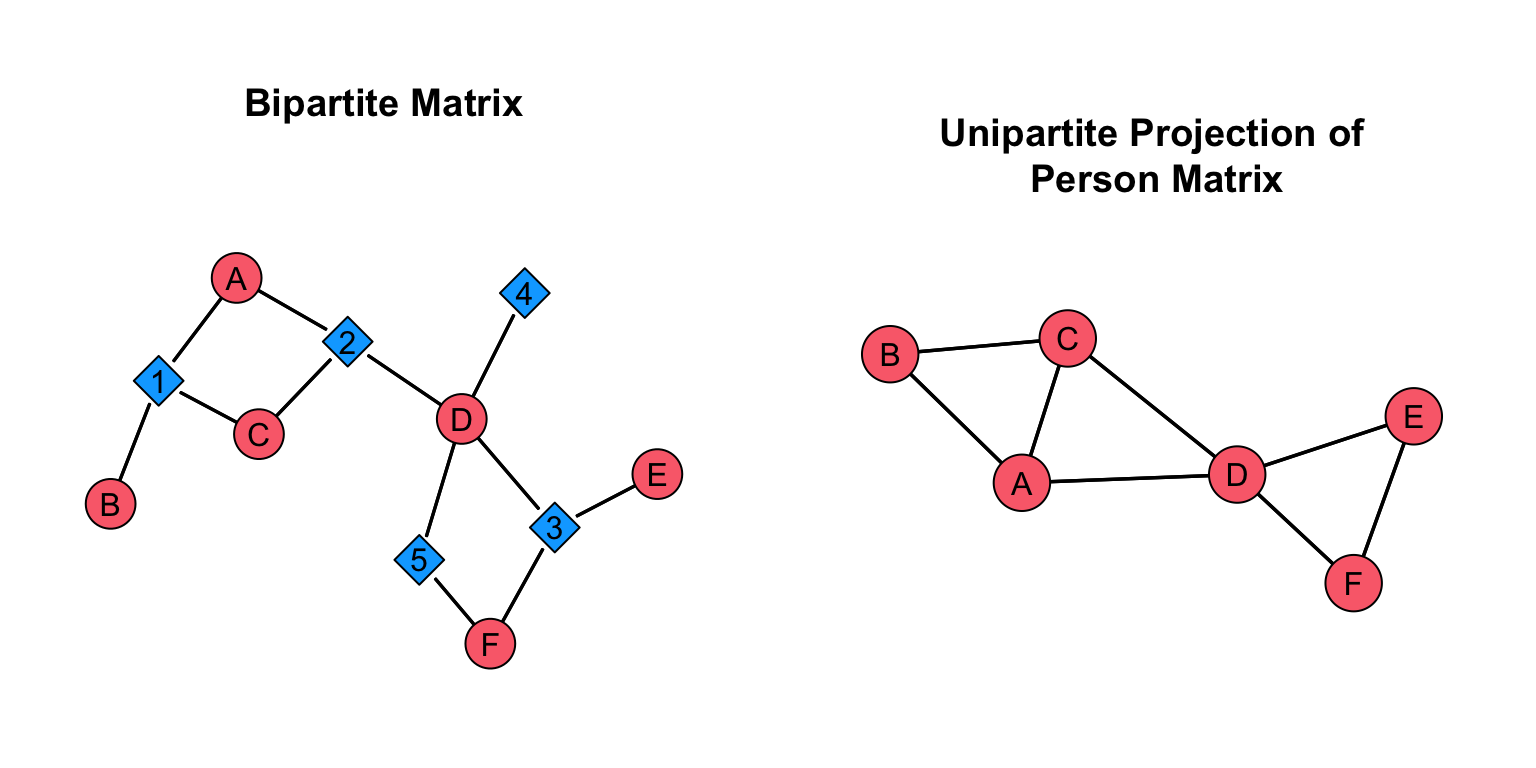 Bipartite Matrix
A
4
2
1
D
C
E
B
3
5
F
Unipartite Projection of
Person Matrix
C
B
E
D
A
F